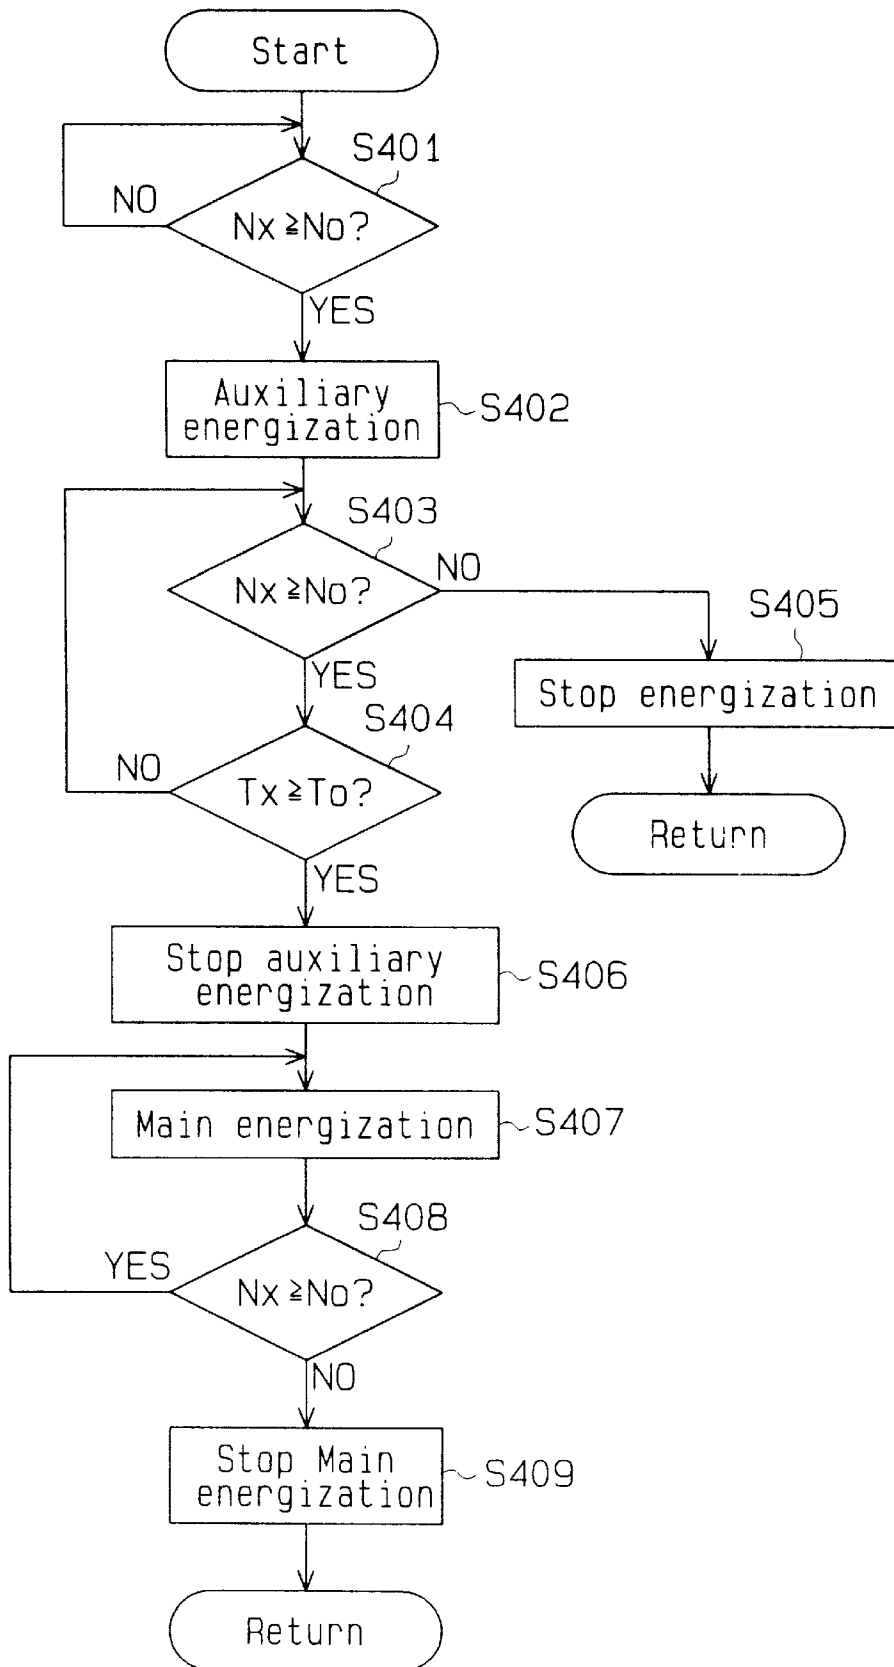 Start
S401
NO
Nx≧No?
YES
Auxiliary
energization
S402
S403
Nx≧No?
NO
YES
S405
Stop energization
S404
NO
Tx≧To?
Return
YES
Stop auxiliary
energization
S406
Main energization
S407
S408
YES
Nx≧No?
NO
Stop Main
energization
S409
Return